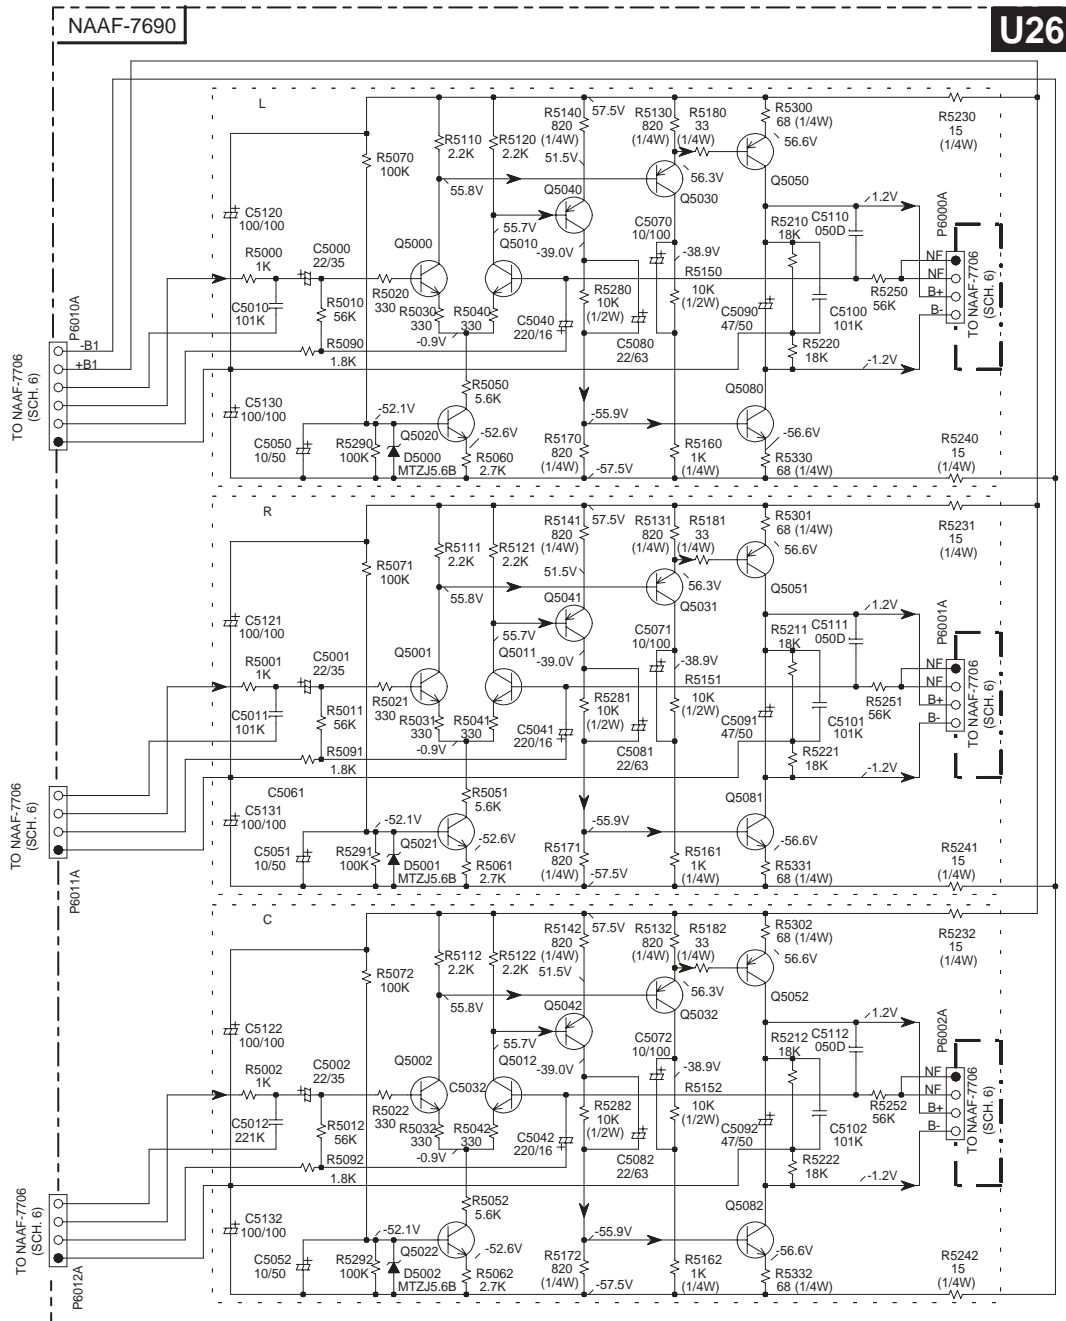 NAAF-7690
U26
L
R5140
820
(1/4W)
57.5V
R5130
820
(1/4W)
R5180
33
(1/4W)
R5300
68 (1/4W)
R5230
15
(1/4W)
R5110
2.2K
R5120
2.2K
51.5V
56.6V
R5070
100K
55.8V
Q5040
56.3V
Q5030
Q5050
C5120
100/100
55.7V
-39.0V
C5070
10/100
R5210
18K
C5110
050D
1.2V
P6000A
R5000
1K
C5000
22/35
Q5000
Q5010
-38.9V
R5150
10K
(1/2W)
NF
NF
B+
B-
TO NAAF-7706
(SCH. 6)
C5010
101K
R5010
56K
R5020
330
R5030
330
R5040
330
-0.9V
C5040
220/16
R5280
10K
(1/2W)
C5080
22/63
C5090
47/50
C5100
101K
R5250
56K
P6010A
-B1
+B1
TO NAAF-7706
(SCH. 6)
R5090
1.8K
R5220
18K
-1.2V
R5050
5.6K
Q5080
C5130
100/100
-52.1V
-55.9V
C5050
10/50
R5290
100K
Q5020
D5000
MTZJ5.6B
-52.6V
R5060
2.7K
R5170
820
(1/4W)
-57.5V
R5160
1K
(1/4W)
-56.6V
R5330
68 (1/4W)
R5240
15
(1/4W)
R
R5141
820
(1/4W)
57.5V
R5131
820
(1/4W)
R5181
33
(1/4W)
R5301
68 (1/4W)
R5231
15
(1/4W)
R5111
2.2K
R5121
2.2K
51.5V
56.6V
R5071
100K
55.8V
Q5041
56.3V
Q5031
Q5051
C5121
100/100
55.7V
-39.0V
C5071
10/100
R5211
18K
C5111
050D
1.2V
P6001A
R5001
1K
C5001
22/35
Q5001
Q5011
-38.9V
R5151
10K
(1/2W)
NF
NF
B+
B-
TO NAAF-7706
(SCH. 6)
C5011
101K
R5011
56K
R5021
330
R5031
330
R5041
330
-0.9V
C5041
220/16
R5281
10K
(1/2W)
C5081
22/63
C5091
47/50
C5101
101K
R5251
56K
R5091
1.8K
R5221
18K
-1.2V
TO NAAF-7706
(SCH. 6)
P6011A
C5061
R5051
5.6K
Q5081
C5131
100/100
-52.1V
-55.9V
C5051
10/50
R5291
100K
Q5021
D5001
MTZJ5.6B
-52.6V
R5061
2.7K
R5171
820
(1/4W)
-57.5V
R5161
1K
(1/4W)
-56.6V
R5331
68 (1/4W)
R5241
15
(1/4W)
C
R5142
820
(1/4W)
57.5V
R5132
820
(1/4W)
R5182
33
(1/4W)
R5302
68 (1/4W)
R5232
15
(1/4W)
R5112
2.2K
R5122
2.2K
51.5V
56.6V
R5072
100K
55.8V
Q5042
56.3V
Q5032
Q5052
C5122
100/100
55.7V
-39.0V
C5072
10/100
R5212
18K
C5112
050D
1.2V
P6002A
R5002
1K
C5002
22/35
Q5002
Q5012
C5032
-38.9V
R5152
10K
(1/2W)
NF
NF
B+
B-
TO NAAF-7706
(SCH. 6)
C5012
221K
R5012
56K
R5022
330
R5032
330
R5042
330
-0.9V
C5042
220/16
R5282
10K
(1/2W)
C5082
22/63
C5092
47/50
C5102
101K
R5252
56K
R5092
1.8K
R5222
18K
-1.2V
TO NAAF-7706
(SCH. 6)
P6012A
R5052
5.6K
Q5082
C5132
100/100
-52.1V
-55.9V
C5052
10/50
R5292
100K
Q5022
D5002
MTZJ5.6B
-52.6V
R5062
2.7K
R5172
820
(1/4W)
-57.5V
R5162
1K
(1/4W)
-56.6V
R5332
68 (1/4W)
R5242
15
(1/4W)